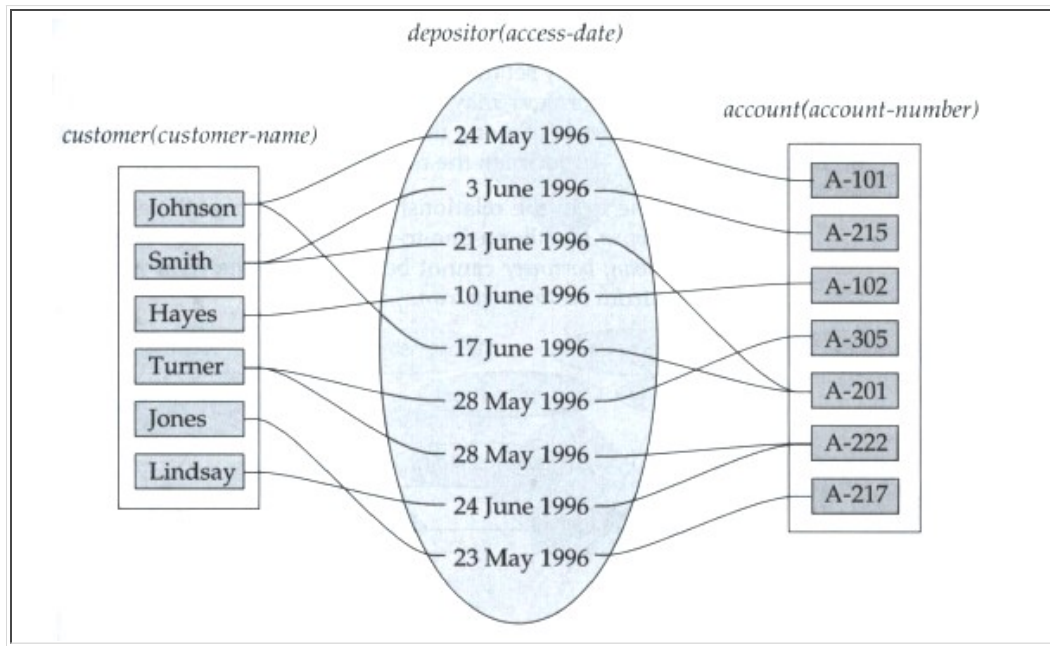 depositor(access-date)
customer(customer-name)
Johnson
Smith
Hayes
Turner
Jones
Lindsay
24 May 1996
3 June 1996
21 June 1996
10 June 1996
17 June 1996
28 May 1996
28 May 1996
24 June 1996
23 May 1996
account(account-number)
A-101
A-215
A-102
A-305
A-201
A-222
A-217